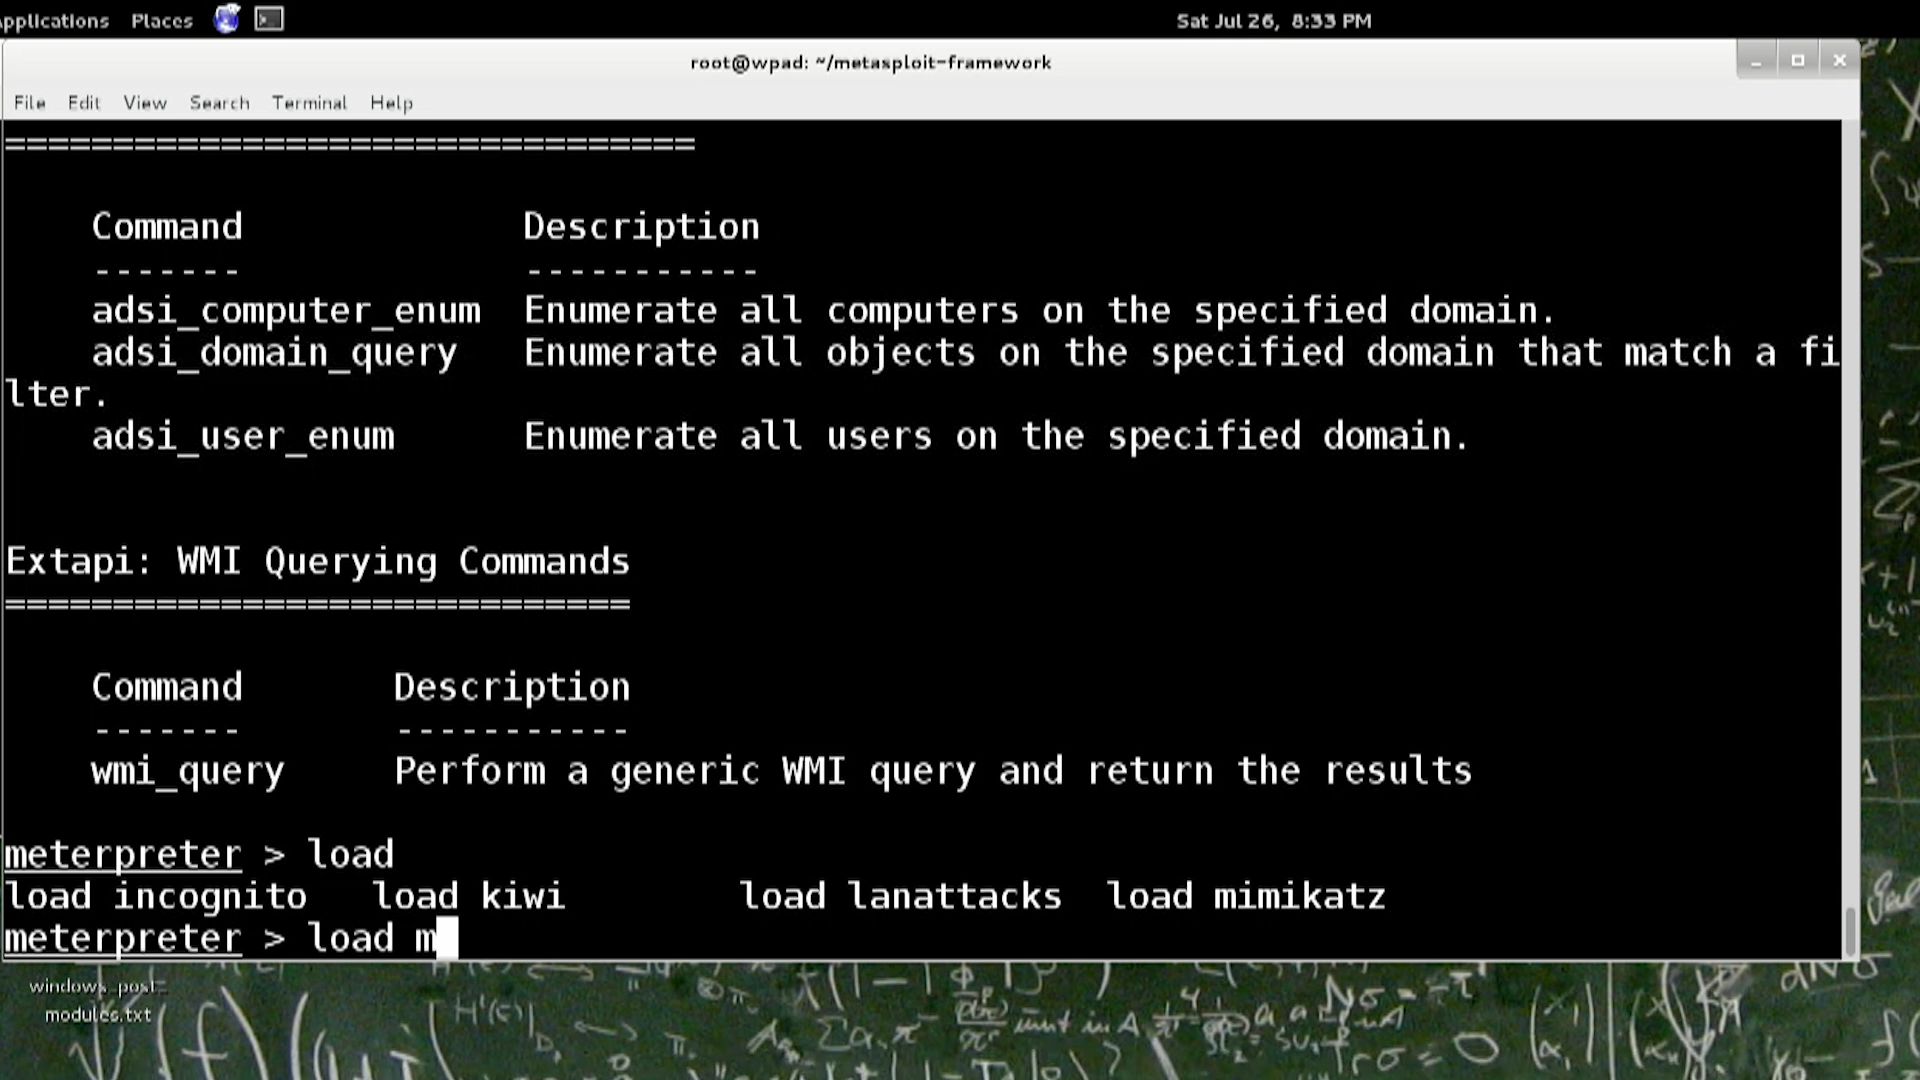 pplications Places Sat Jul 26, 8:33 PM
root@wpad: ~/metasploit-framework
File Edit View Search Terminal Help
================================
Command Description
------- -----------
adsi_computer_enum Enumerate all computers on the specified domain.
adsi_domain_query Enumerate all objects on the specified domain that match a fi
lter.
adsi_user_enum Enumerate all users on the specified domain.
Extapi: WMI Querying Commands
=============================
Command Description
------- -----------
wmi_query Perform a generic WMI query and return the results
meterpreter > load
load incognito load kiwi load lanattacks load mimikatz
meterpreter > load m
windows_post_
modules.txt